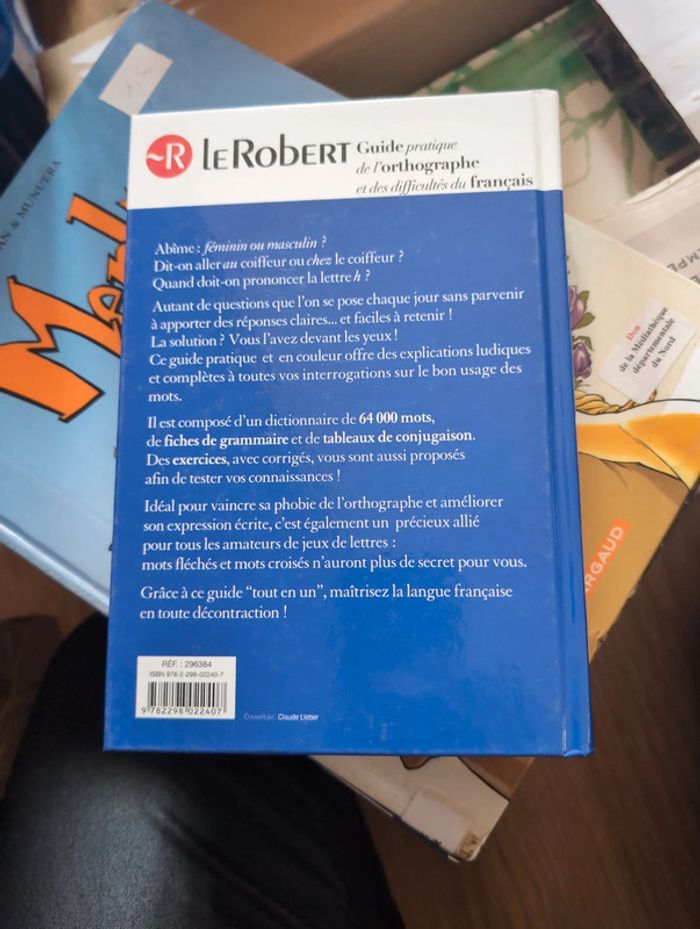 1,50
AN & MUNUERA
Merlin
~R LE ROBERT Guide pratique
de l'orthographe
et des difficultés du français
Abîme : féminin ou masculin ?
Dit-on aller au coiffeur ou chez le coiffeur ?
Quand doit-on prononcer la lettre h ?
Autant de questions que l'on se pose chaque jour sans parvenir
à apporter des réponses claires... et faciles à retenir !
La solution ? Vous l'avez devant les yeux !
Ce guide pratique et en couleur offre des explications ludiques
et complètes à toutes vos interrogations sur le bon usage des
mots.
Il est composé d'un dictionnaire de 64 000 mots,
de fiches de grammaire et de tableaux de conjugaison.
Des exercices, avec corrigés, vous sont aussi proposés
afin de tester vos connaissances !
Idéal pour vaincre sa phobie de l'orthographe et améliorer
son expression écrite, c'est également un précieux allié
pour tous les amateurs de jeux de lettres :
mots fléchés et mots croisés n'auront plus de secret pour vous.
Grâce à ce guide "tout en un", maîtrisez la langue française
en toute décontraction !
RÉF. : 296384
ISBN 978-2-298-02240-7
9 782298 022407
Couverture : Claude Lieber
Don
de la Médiathèque
départementale
du Nord
ARGAUD